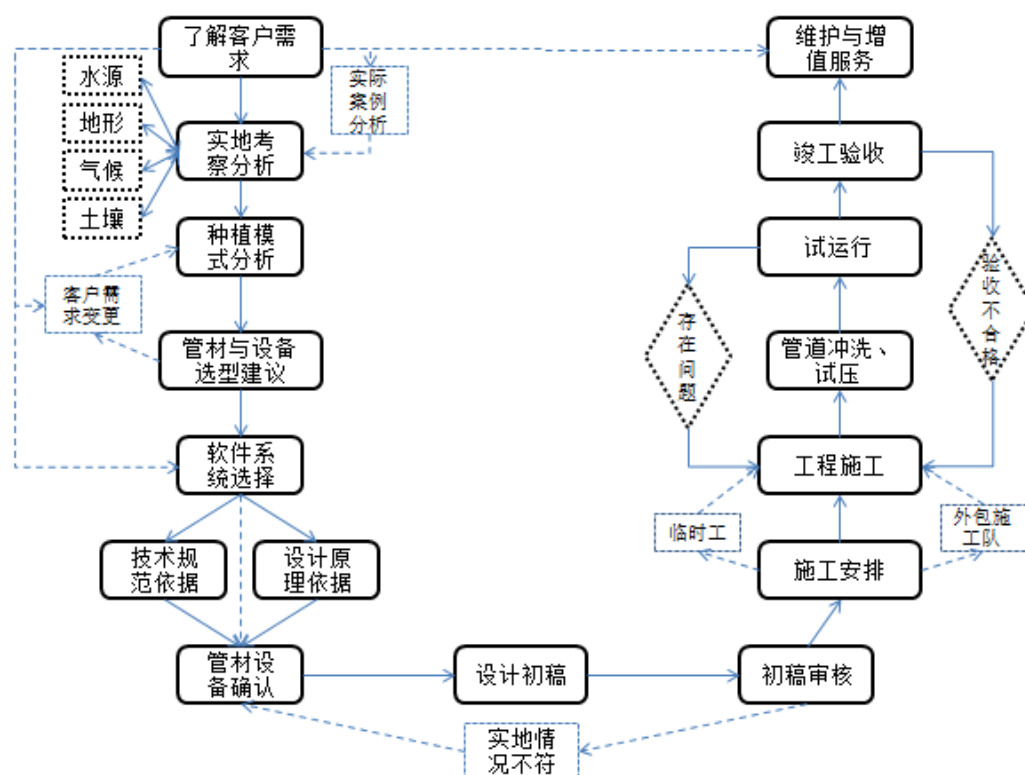 了解客户需
求
水源
地形
气候
土壤
实际
案例
分析
实地考
察分析
种植模
式分析
客户需
求变更
管材与设备
选型建议
软件系
统选择
技术规
范依据
设计原
理依据
管材设
备确认
设计初稿
初稿审核
实地情
况不符
施工安排
临时工
外包施
工队
工程施工
管道冲洗、
试压
存
在
问
题
试运行
验
收
不
合
格
竣工验收
维护与增
值服务